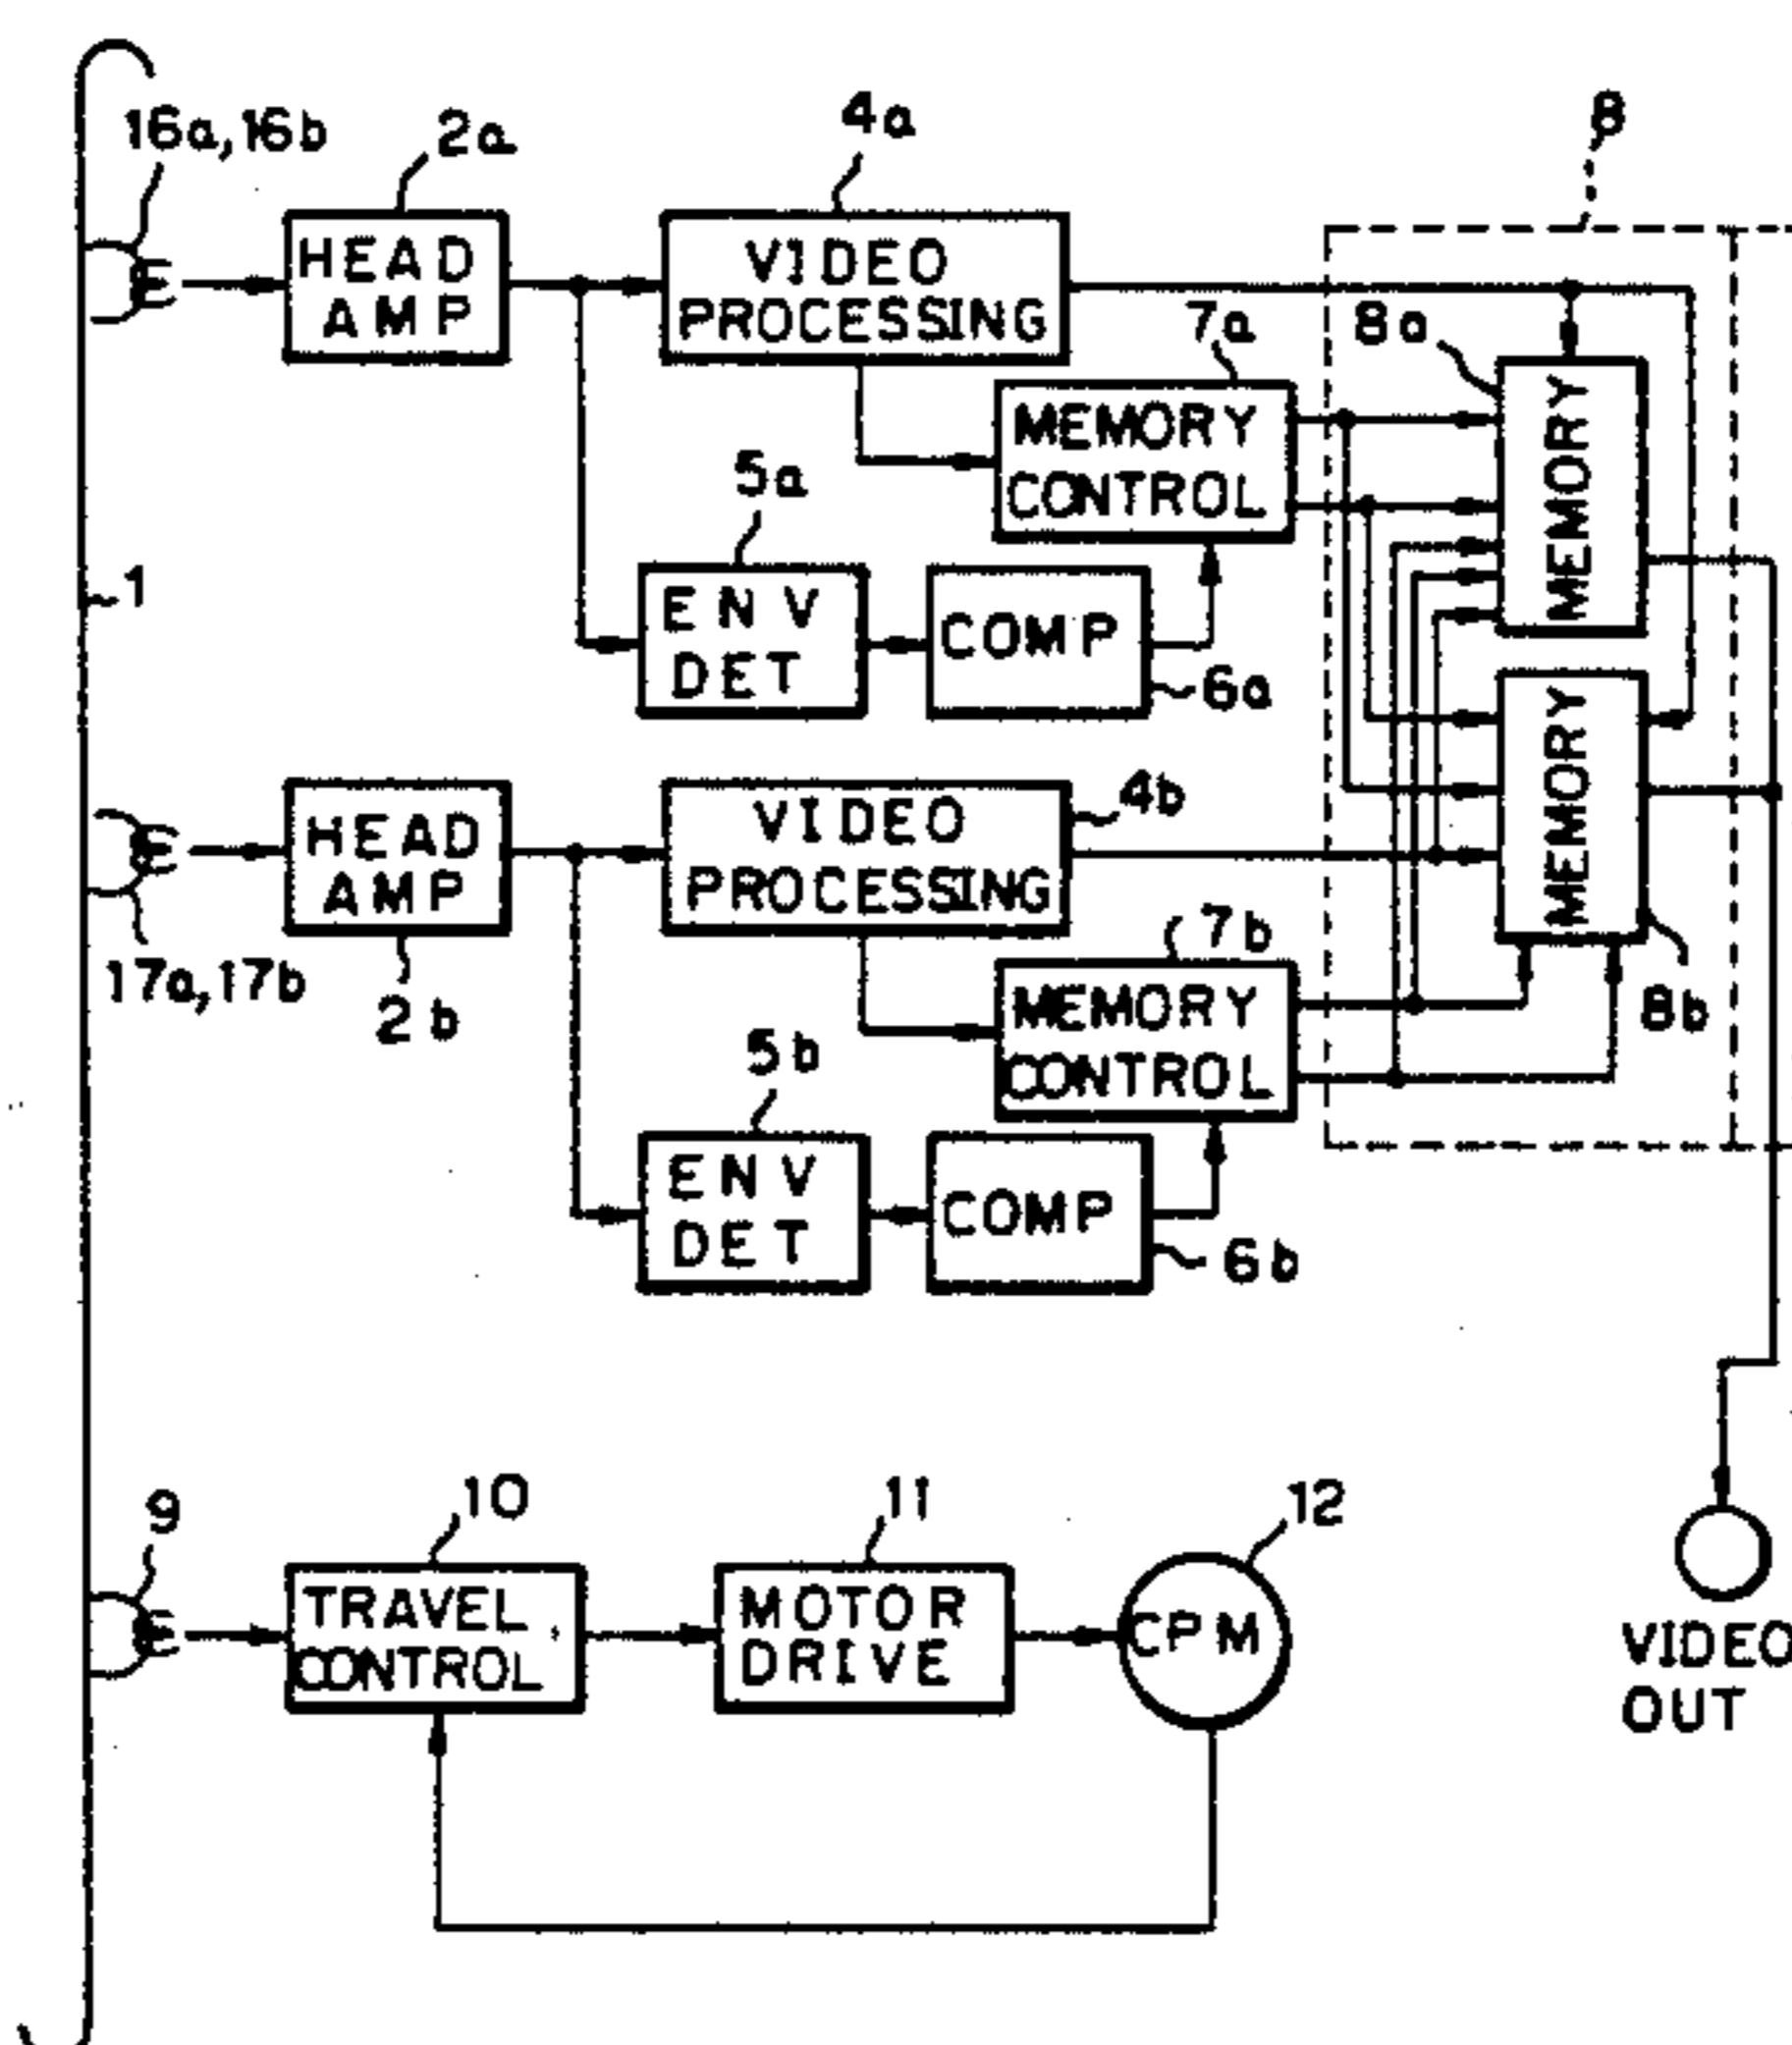 16a,16b
2a
4a
8
HEAD
AMP
VIDEO
PROCESSING
7a
8a
MEMORY
CONTROL
MEMORY
5a
1
ENV
DET
COMP
6a
HEAD
AMP
VIDEO
PROCESSING
4b
MEMORY
17a,17b
2b
7b
8b
MEMORY
CONTROL
5b
ENV
DET
COMP
6b
9
10
11
12
TRAVEL
CONTROL
MOTOR
DRIVE
CPM
VIDEO
OUT